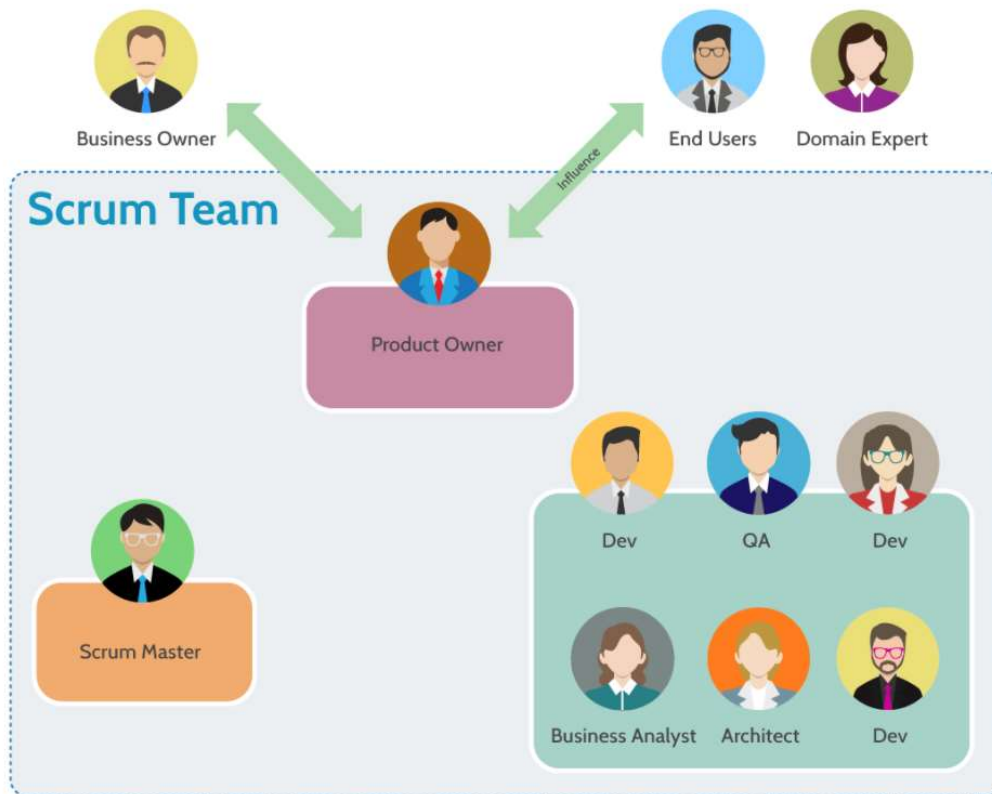 Business Owner
End Users
Domain Expert
Influence
Scrum Team
Product Owner
Dev
QA
Dev
Scrum Master
Business Analyst
Architect
Dev